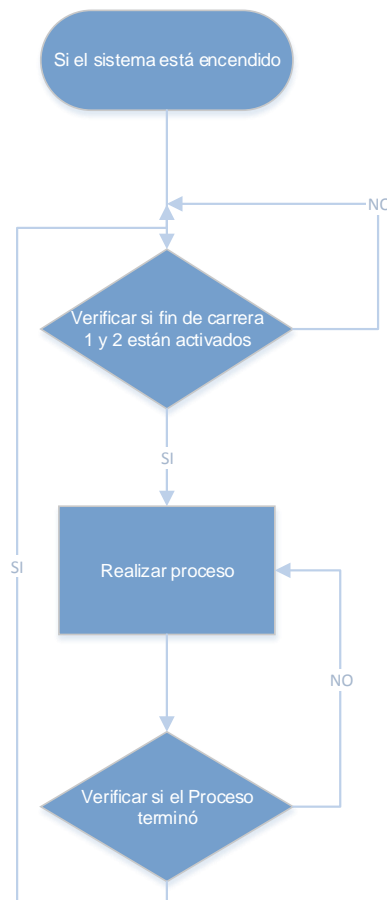 Si el sistema está encendido
NO
Verificar si fin de carrera
1 y 2 están activados
SI
SI
Realizar proceso
NO
Verificar si el Proceso
terminó